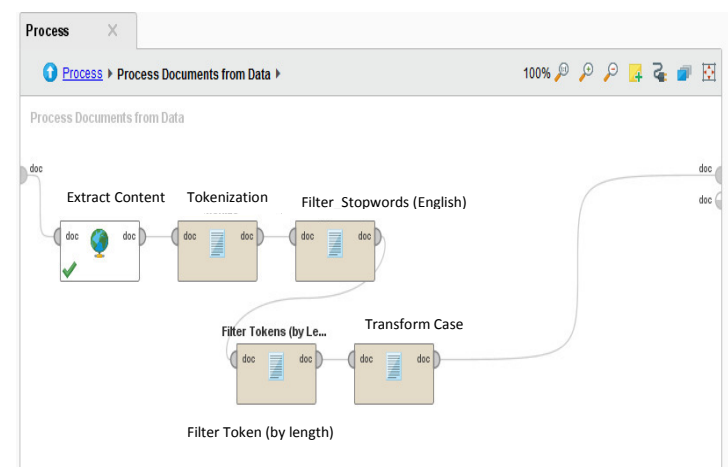 Process
Process Documents from Data
100%
Process Documents from Data
doc
doc
doc
Extract Content
Tokenization
Filter Stopwords (English)
doc doc
doc doc
doc doc
Filter Tokens (by Le...
Transform Case
doc doc
doc doc
Filter Token (by length)